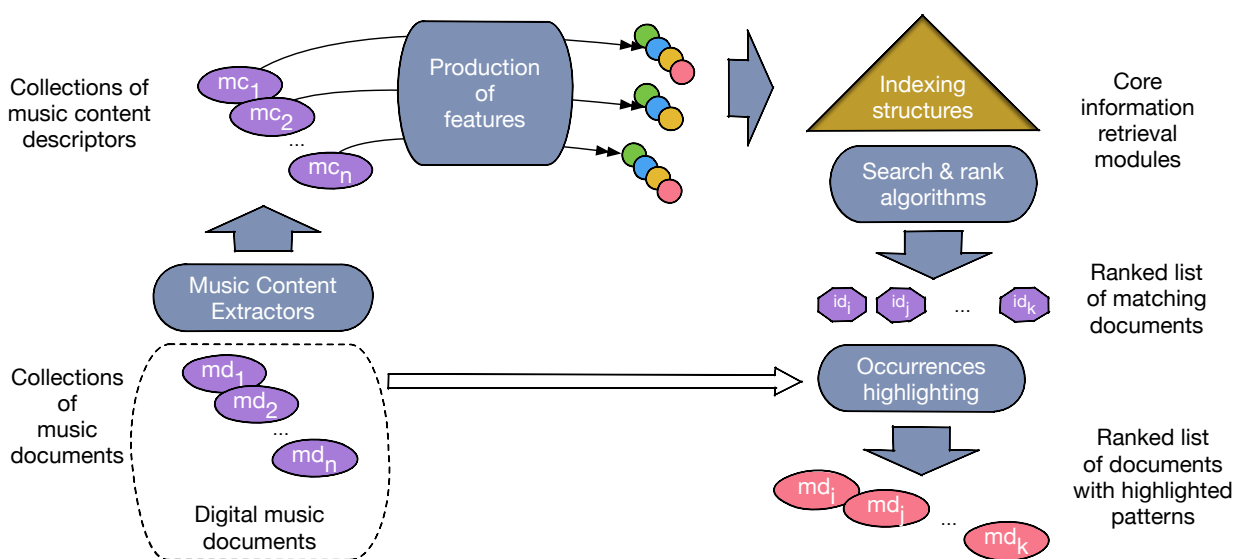 Collections of
music content
descriptors
mc1
mc2
...
mcn
Production
of
features
Indexing
structures
Core
information
retrieval
modules
Search & rank
algorithms
Music Content
Extractors
Ranked list
of matching
documents
idi
idj
...
idk
Collections
of
music
documents
md1
md2
...
mdn
Digital music
documents
Occurrences
highlighting
Ranked list
of documents
with highlighted
patterns
mdi
mdj
...
mdk